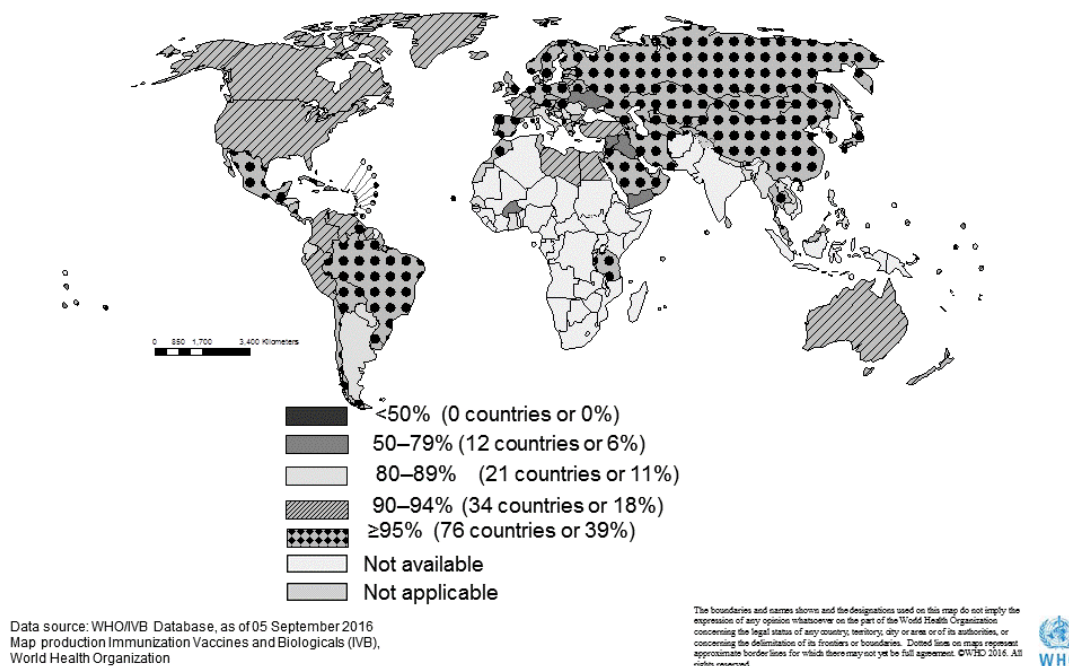 0 850 1,700 3,400 Kilometers
<50% (0 countries or 0%)
50–79% (12 countries or 6%)
80–89% (21 countries or 11%)
90–94% (34 countries or 18%)
≥95% (76 countries or 39%)
Not available
Not applicable
Data source: WHO/IVB Database, as of 05 September 2016
Map production Immunization Vaccines and Biologicals (IVB),
World Health Organization
The boundaries and names shown and the designations used on this map do not imply the
expression of any opinion whatsoever on the part of the World Health Organization
concerning the legal status of any country, territory, city or area or of its authorities, or
concerning the delimitation of its frontiers or boundaries. Dotted lines on maps represent
approximate border lines for which there may not yet be full agreement. ©WHO 2016. All
rights reserved
WH